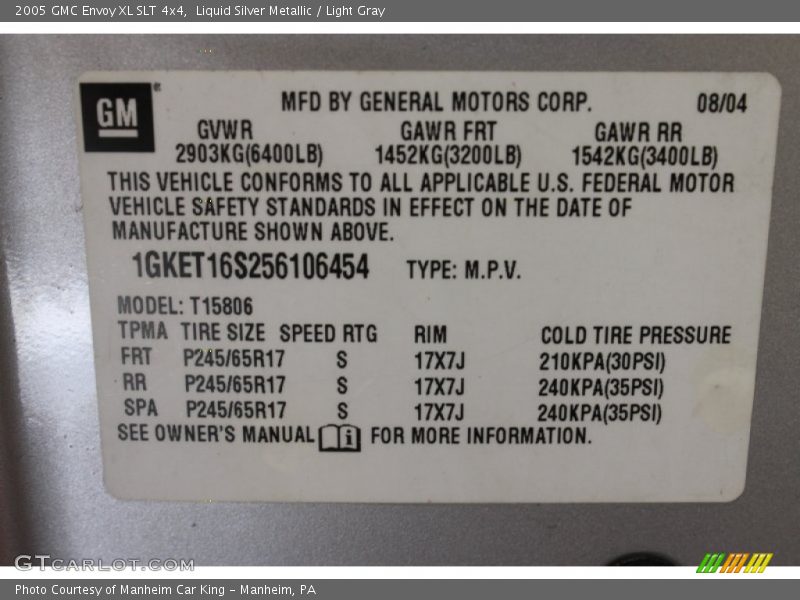 2005 GMC Envoy XL SLT 4x4, Liquid Silver Metallic / Light Gray
GM®
MFD BY GENERAL MOTORS CORP. 08/04
GVWR GAWR FRT GAWR RR
2903KG(6400LB) 1452KG(3200LB) 1542KG(3400LB)
THIS VEHICLE CONFORMS TO ALL APPLICABLE U.S. FEDERAL MOTOR
VEHICLE SAFETY STANDARDS IN EFFECT ON THE DATE OF
MANUFACTURE SHOWN ABOVE.
1GKET16S256106454 TYPE: M.P.V.
MODEL: T15806
TPMA TIRE SIZE SPEED RTG RIM COLD TIRE PRESSURE
FRT P245/65R17 S 17X7J 210KPA(30PSI)
RR P245/65R17 S 17X7J 240KPA(35PSI)
SPA P245/65R17 S 17X7J 240KPA(35PSI)
SEE OWNER'S MANUAL i FOR MORE INFORMATION.
GTcarlot.com
Photo Courtesy of Manheim Car King - Manheim, PA